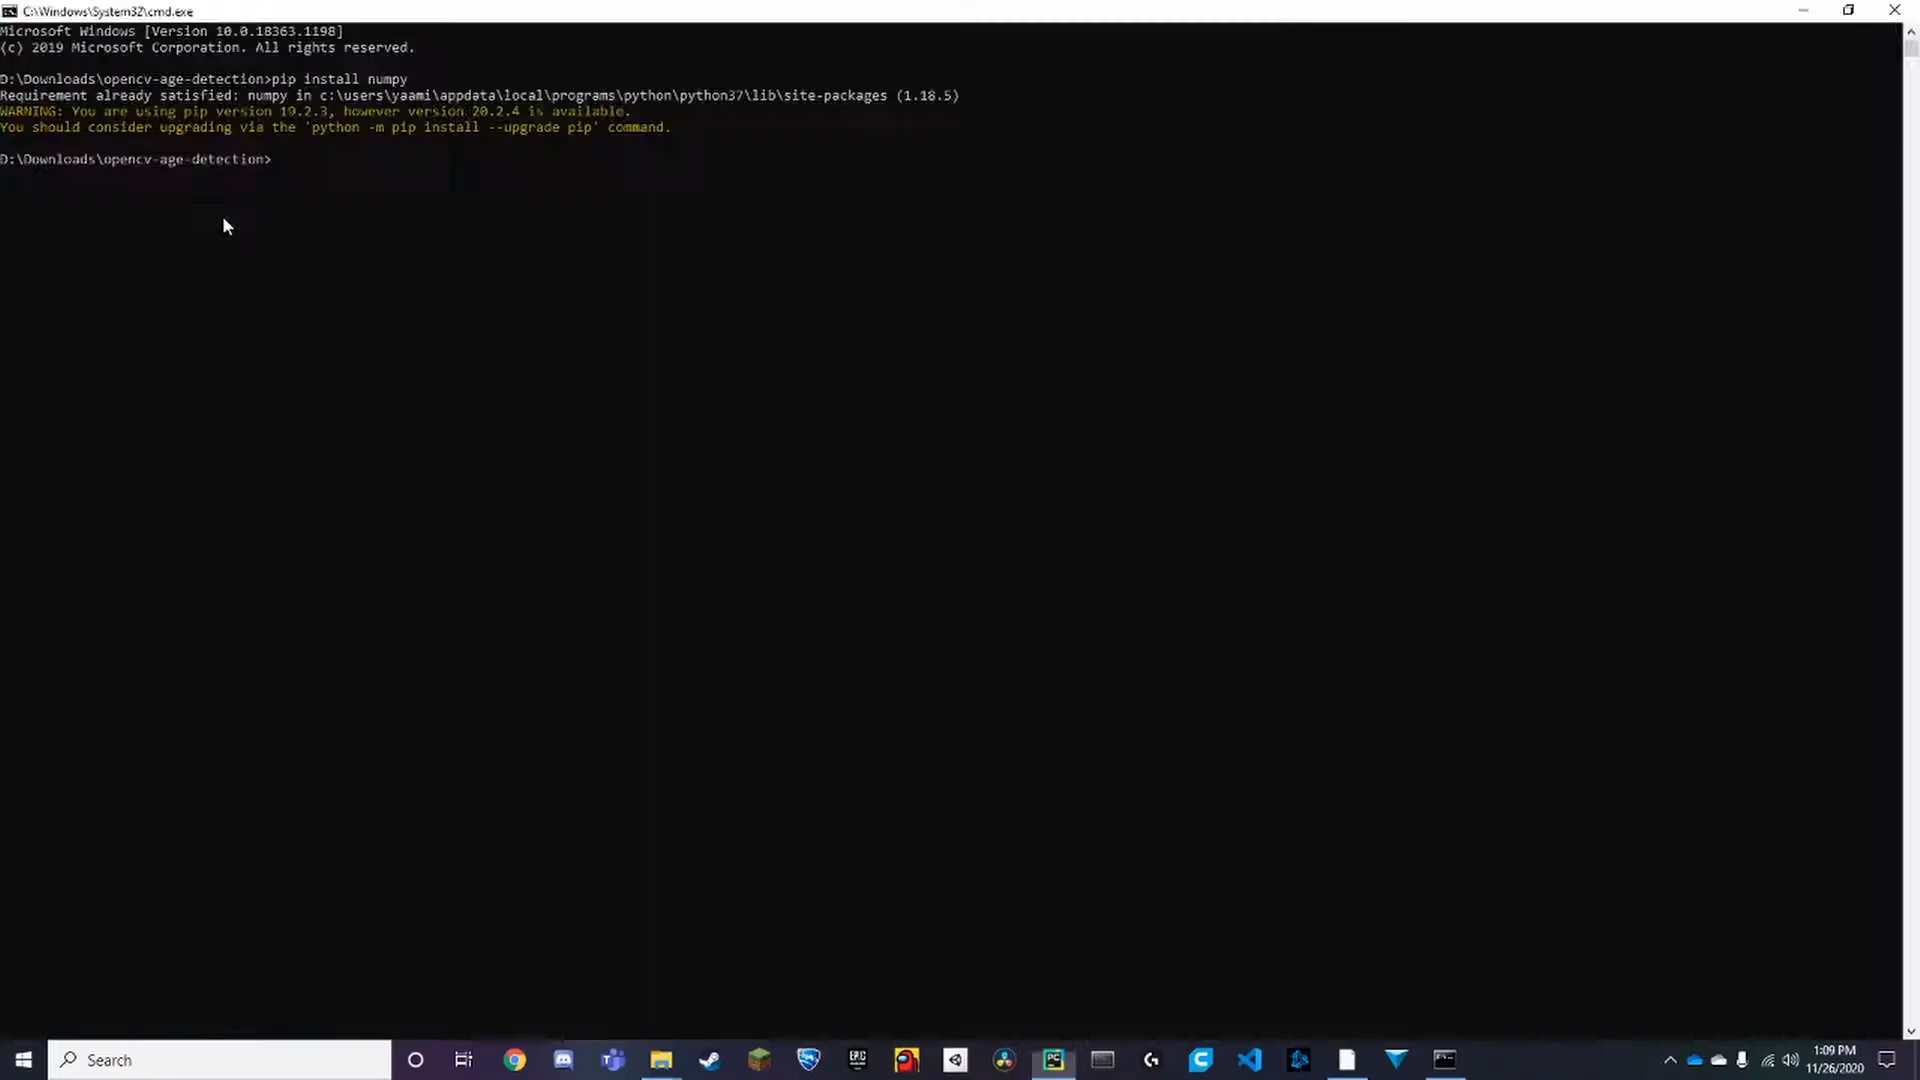 C:\Windows\System32\cmd.exe
Microsoft Windows [Version 10.0.18363.1198]
(c) 2019 Microsoft Corporation. All rights reserved.
D:\Downloads\opencv-age-detection>pip install numpy
Requirement already satisfied: numpy in c:\users\yaami\appdata\local\programs\python\python37\lib\site-packages (1.18.5)
WARNING: You are using pip version 19.2.3, however version 20.2.4 is available.
You should consider upgrading via the 'python -m pip install --upgrade pip' command.
D:\Downloads\opencv-age-detection>
Search
EPIC
PC
1:09 PM
11/26/2020